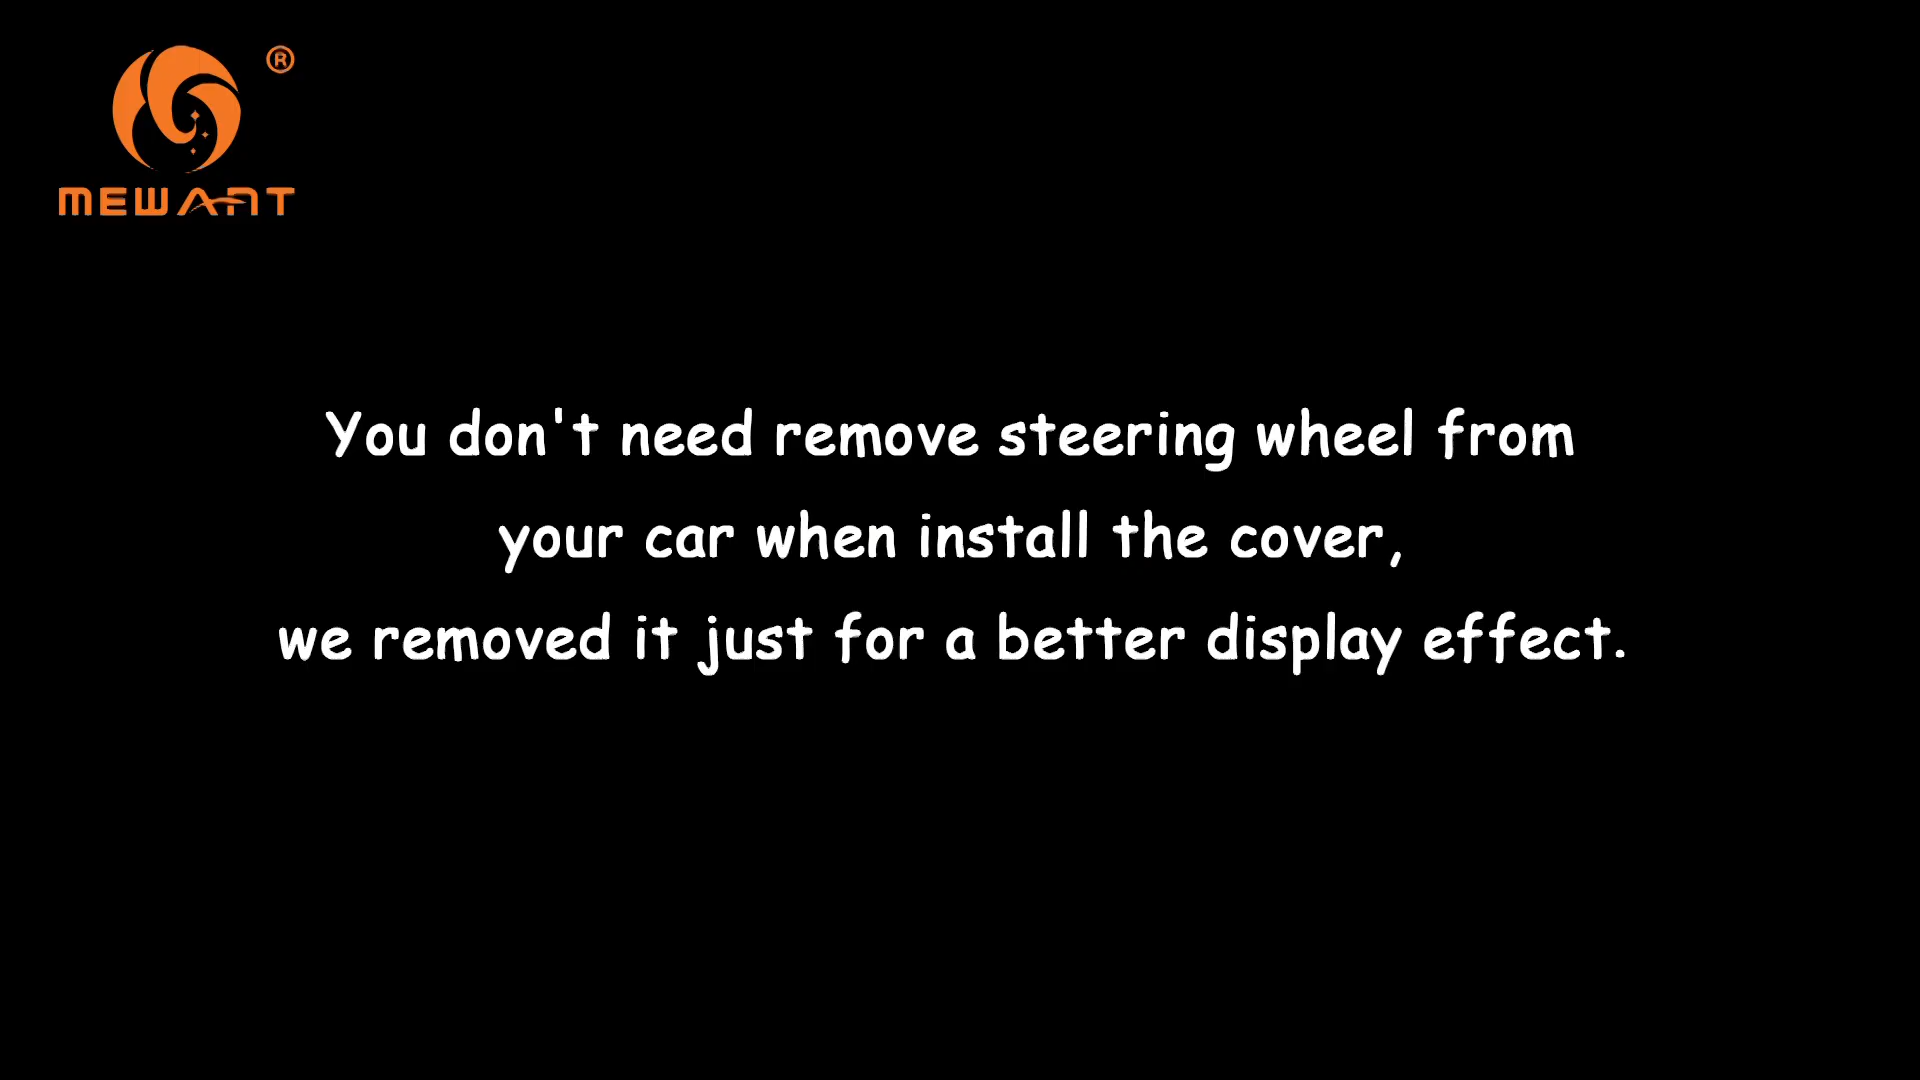 ®
MEWANT
You don't need remove steering wheel from
your car when install the cover,
we removed it just for a better display effect.